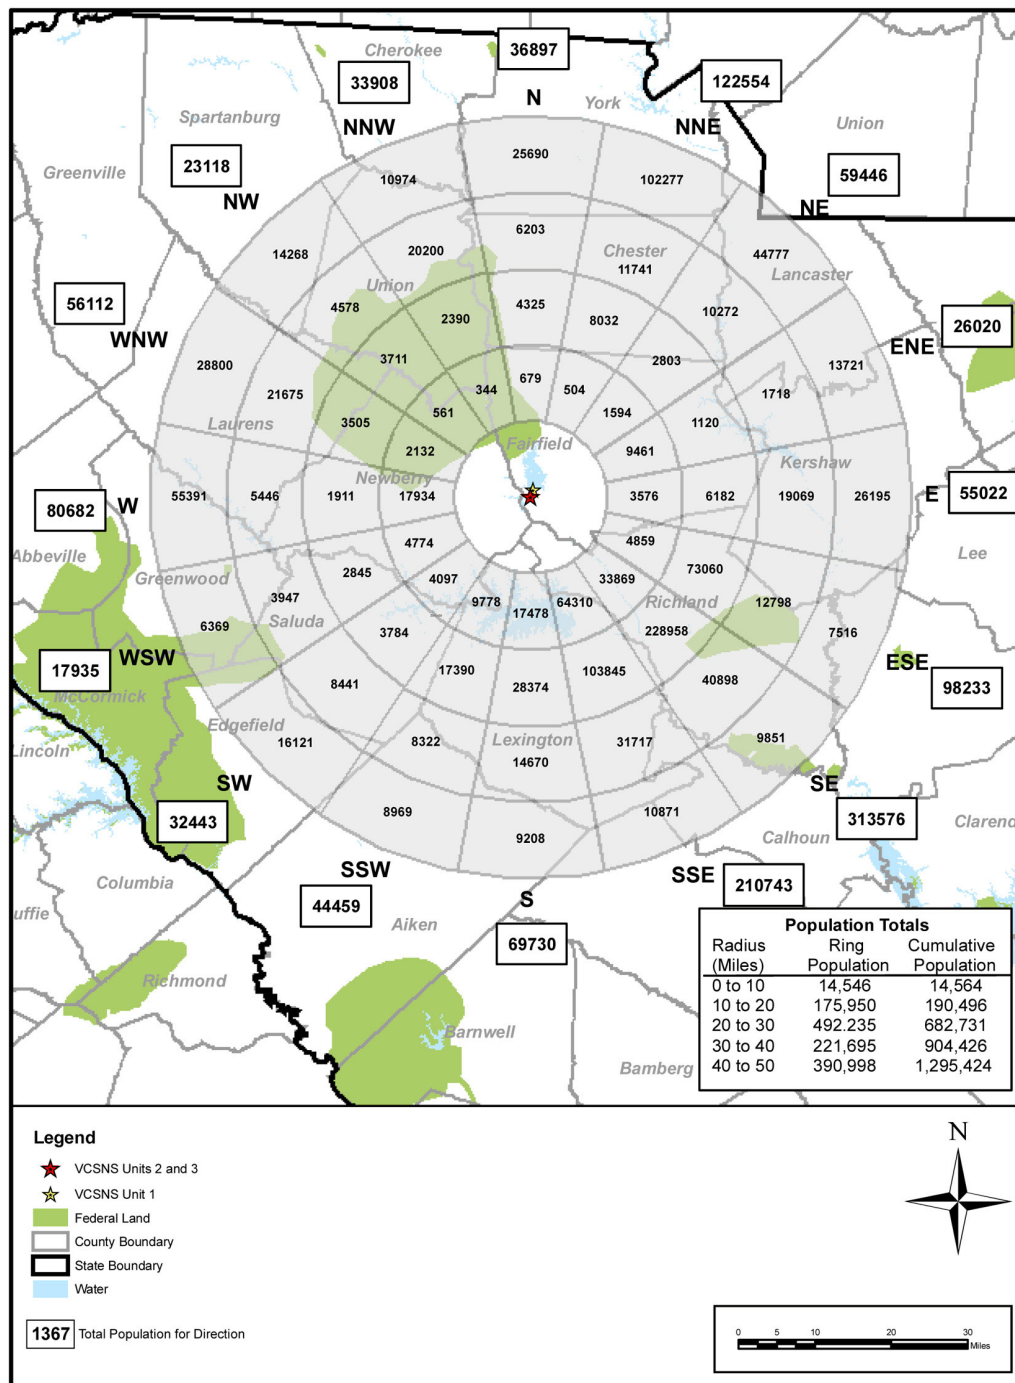 Cherokee
36897
33908
122554
N
York
Spartanburg
NNW
NNE
Union
23118
25690
59446
Greenville
10974
102277
NW
NE
6203
20200
Chester
14268
11741
44777
Lancaster
Union
56112
4578
2390
4325
8032
10272
26020
WNW
ENE
28800
3711
2803
13721
679
344
504
21675
1718
561
1594
3505
1120
Laurens
2132
Fairfield
9461
Kershaw
Newberry
55391
5446
1911
17934
3576
6182
19069
26195
E
55022
80682
W
4774
4859
Abbeville
2845
73060
Lee
Greenwood
4097
33869
3947
9778
17478
64310
Richland
12798
6369
Saluda
3784
228958
7516
WSW
17935
ESE
17390
103845
40898
98233
McCormick
8441
28374
Edgefield
16121
8322
Lexington
31717
9851
Lincoln
14670
SW
SE
32443
8969
9208
10871
313576
Calhoun
Clarend
SSW
SSE
Columbia
210743
uffie
44459
Aiken
S
69730
Richmond
Barnwell
Bamberg
Population Totals
Radius (Miles) Ring Population Cumulative Population
0 to 10 14,546 14,564
10 to 20 175,950 190,496
20 to 30 492.235 682,731
30 to 40 221,695 904,426
40 to 50 390,998 1,295,424
Legend
VCSNS Units 2 and 3
VCSNS Unit 1
Federal Land
County Boundary
State Boundary
Water
1367 Total Population for Direction
N
0 5 10 20 30
Miles